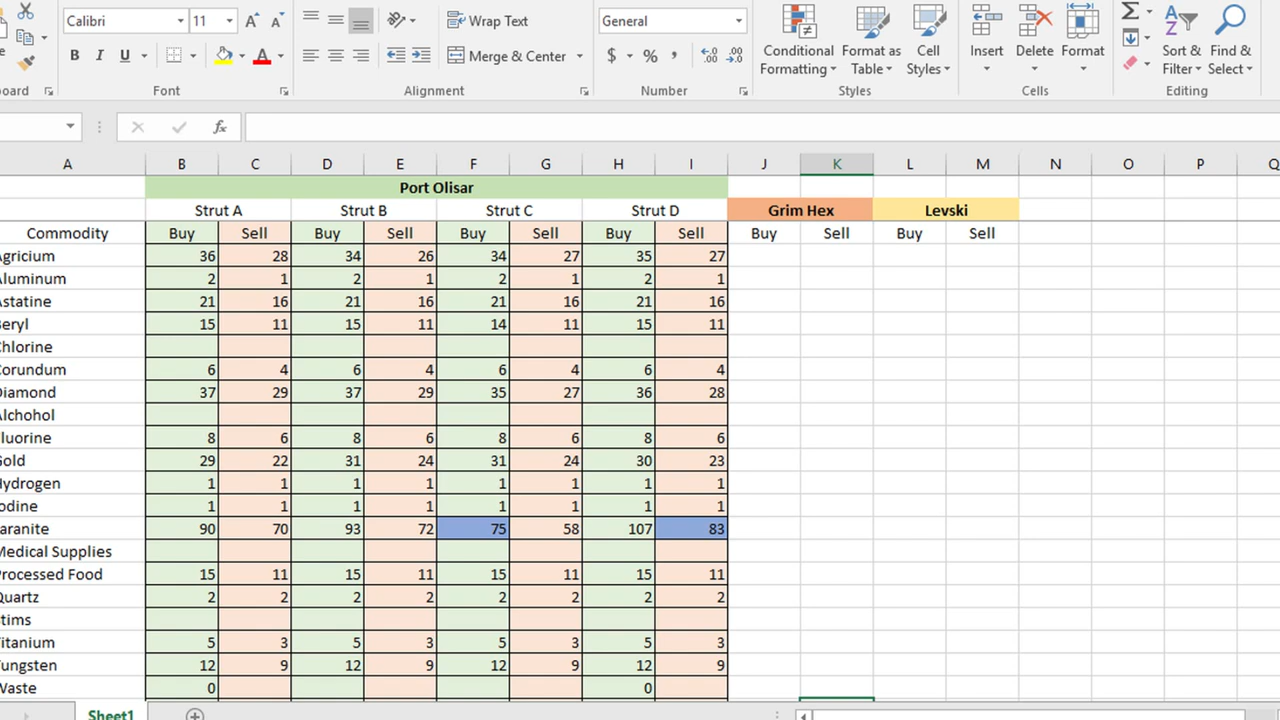 Calibri 11 A A Wrap Text General
B I U A Merge & Center $ % , Conditional Formatting Format as Table Cell Styles Insert Delete Format Sort & Filter Find & Select
oard Font Alignment Number Styles Cells Editing
fx
A B C D E F G H I J K L M N O P Q
Port Olisar
Strut A Strut B Strut C Strut D Grim Hex Levski
Commodity Buy Sell Buy Sell Buy Sell Buy Sell Buy Sell Buy Sell
Agricium 36 28 34 26 34 27 35 27
Aluminum 2 1 2 1 2 1 2 1
Astatine 21 16 21 16 21 16 21 16
Beryl 15 11 15 11 14 11 15 11
Chlorine
Corundum 6 4 6 4 6 4 6 4
Diamond 37 29 37 29 35 27 36 28
Alchohol
luorine 8 6 8 6 8 6 8 6
Gold 29 22 31 24 31 24 30 23
Hydrogen 1 1 1 1 1 1 1 1
odine 1 1 1 1 1 1 1 1
aranite 90 70 93 72 75 58 107 83
Medical Supplies
Processed Food 15 11 15 11 15 11 15 11
Quartz 2 2 2 2 2 2 2 2
tims
Titanium 5 3 5 3 5 3 5 3
Tungsten 12 9 12 9 12 9 12 9
Waste 0 0
Sheet1